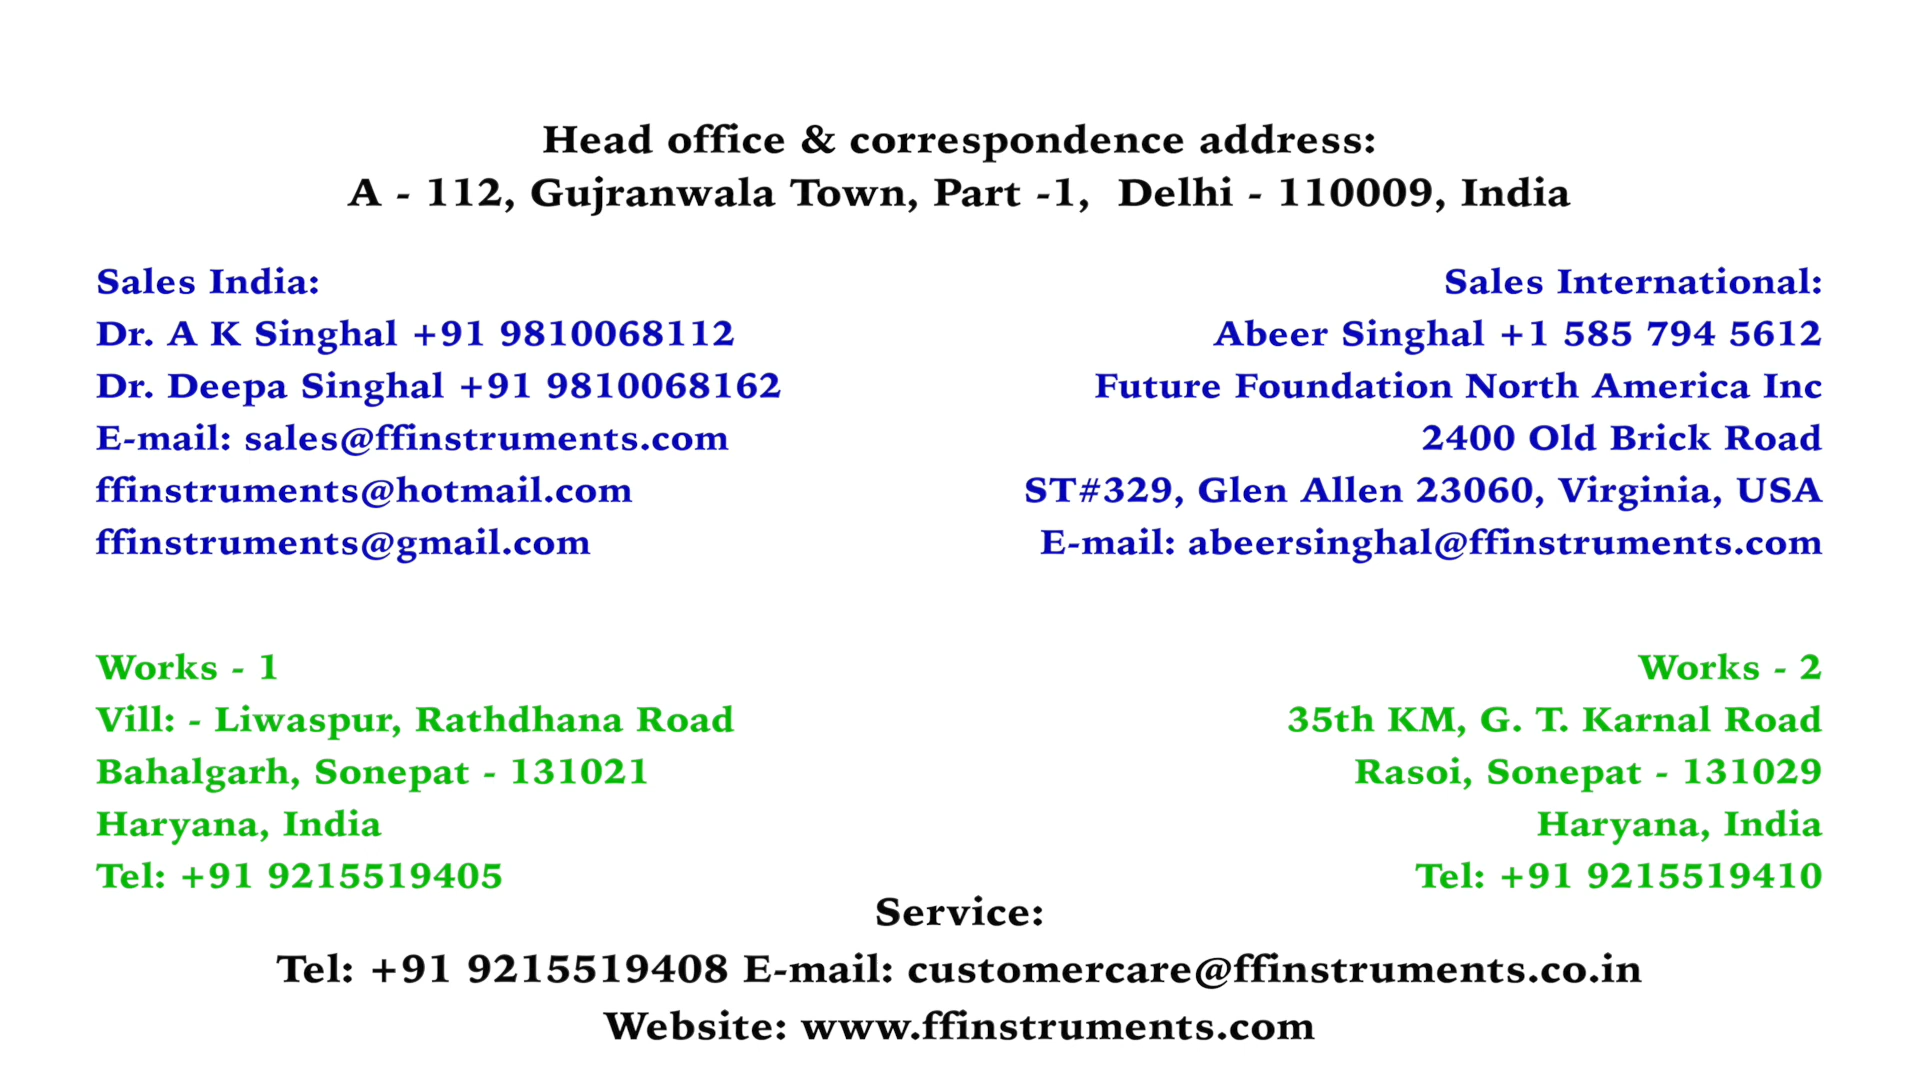 Head office & correspondence address:
A - 112, Gujranwala Town, Part -1,  Delhi - 110009, India
Sales India:
Dr. A K Singhal +91 9810068112
Dr. Deepa Singhal +91 9810068162
E-mail: sales@ffinstruments.com
ffinstruments@hotmail.com
ffinstruments@gmail.com
Sales International:
Abeer Singhal +1 585 794 5612
Future Foundation North America Inc
2400 Old Brick Road
ST#329, Glen Allen 23060, Virginia, USA
E-mail: abeersinghal@ffinstruments.com
Works - 1
Vill: - Liwaspur, Rathdhana Road
Bahalgarh, Sonepat - 131021
Haryana, India
Tel: +91 9215519405
Works - 2
35th KM, G. T. Karnal Road
Rasoi, Sonepat - 131029
Haryana, India
Tel: +91 9215519410
Service:
Tel: +91 9215519408 E-mail: customercare@ffinstruments.co.in
Website: www.ffinstruments.com